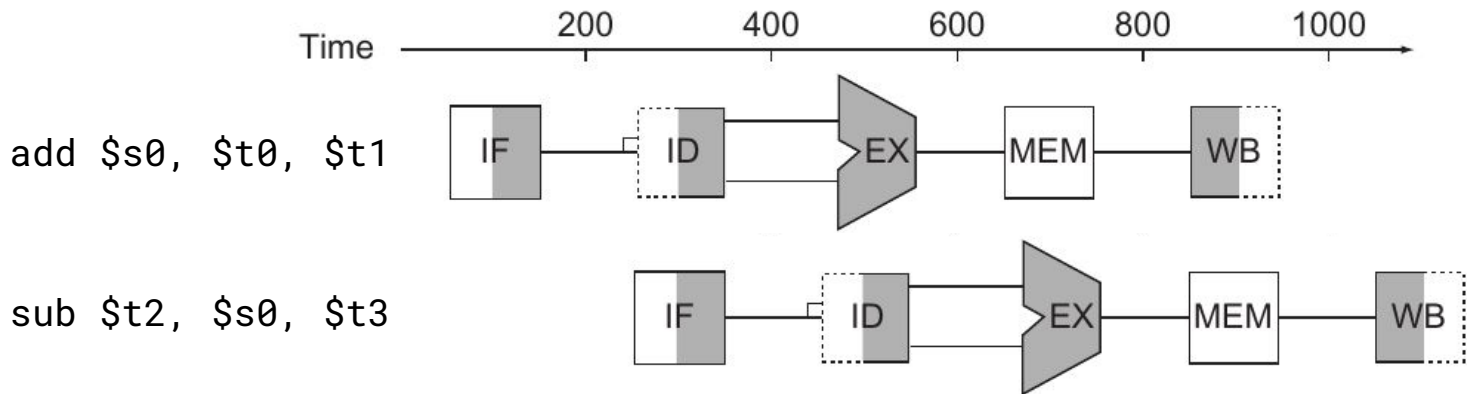 200 400 600 800 1000
Time
add $s0, $t0, $t1 IF ID EX MEM WB
sub $t2, $s0, $t3 IF ID EX MEM WB